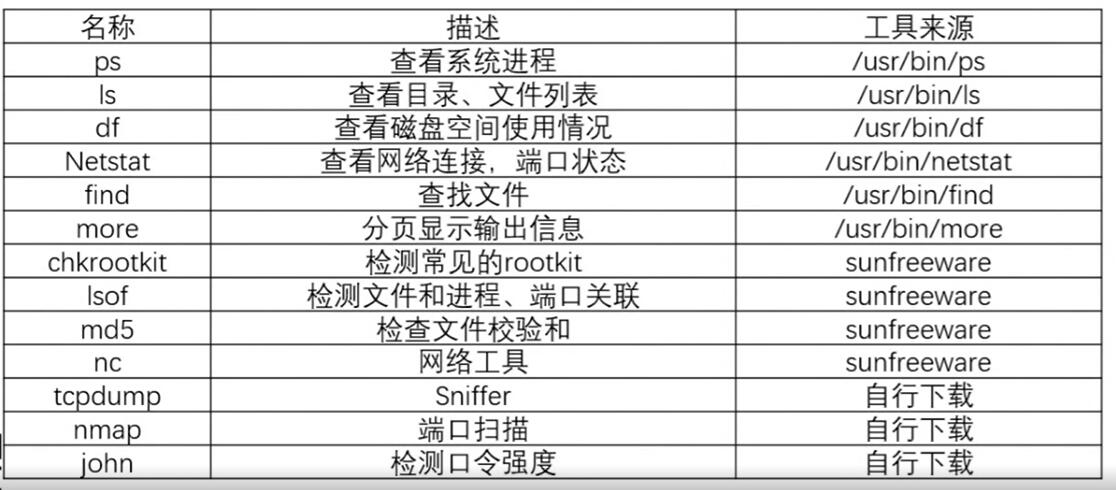 名称 描述 工具来源
ps 查看系统进程 /usr/bin/ps
ls 查看目录、文件列表 /usr/bin/ls
df 查看磁盘空间使用情况 /usr/bin/df
Netstat 查看网络连接，端口状态 /usr/bin/netstat
find 查找文件 /usr/bin/find
more 分页显示输出信息 /usr/bin/more
chkrootkit 检测常见的rootkit sunfreeware
lsof 检测文件和进程、端口关联 sunfreeware
md5 检查文件校验和 sunfreeware
nc 网络工具 sunfreeware
tcpdump Sniffer 自行下载
nmap 端口扫描 自行下载
john 检测口令强度 自行下载